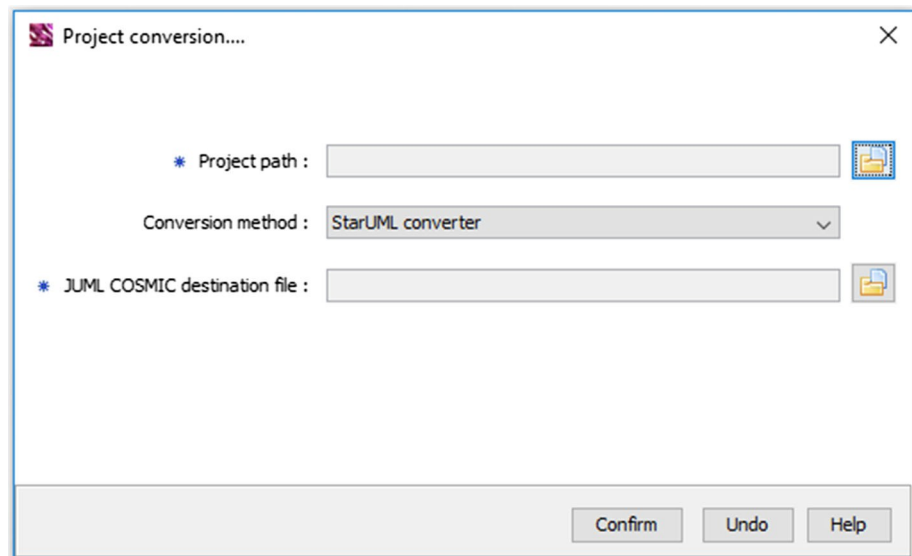 Project conversion....
* Project path :
Conversion method : StarUML converter
* JUML COSMIC destination file :
Confirm Undo Help